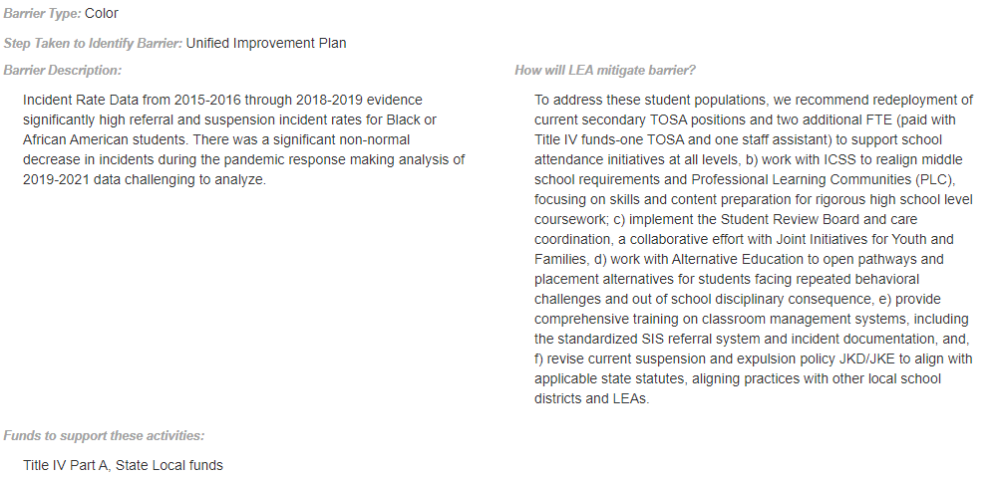 Barrier Type: Color
Step Taken to Identify Barrier: Unified Improvement Plan
Barrier Description:
Incident Rate Data from 2015-2016 through 2018-2019 evidence
significantly high referral and suspension incident rates for Black or
African American students. There was a significant non-normal
decrease in incidents during the pandemic response making analysis of
2019-2021 data challenging to analyze.
How will LEA mitigate barrier?
To address these student populations, we recommend redeployment of
current secondary TOSA positions and two additional FTE (paid with
Title IV funds-one TOSA and one staff assistant) to support school
attendance initiatives at all levels, b) work with ICSS to realign middle
school requirements and Professional Learning Communities (PLC),
focusing on skills and content preparation for rigorous high school level
coursework; c) implement the Student Review Board and care
coordination, a collaborative effort with Joint Initiatives for Youth and
Families, d) work with Alternative Education to open pathways and
placement alternatives for students facing repeated behavioral
challenges and out of school disciplinary consequence, e) provide
comprehensive training on classroom management systems, including
the standardized SIS referral system and incident documentation, and,
f) revise current suspension and expulsion policy JKD/JKE to align with
applicable state statutes, aligning practices with other local school
districts and LEAs.
Funds to support these activities:
Title IV Part A, State Local funds